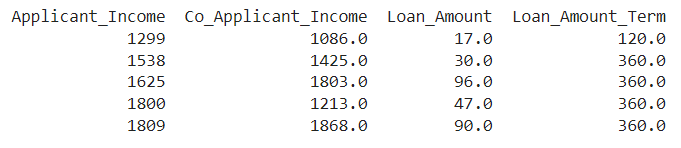 Applicant_Income Co_Applicant_Income Loan_Amount Loan_Amount_Term
1299 1086.0 17.0 120.0
1538 1425.0 30.0 360.0
1625 1803.0 96.0 360.0
1800 1213.0 47.0 360.0
1809 1868.0 90.0 360.0